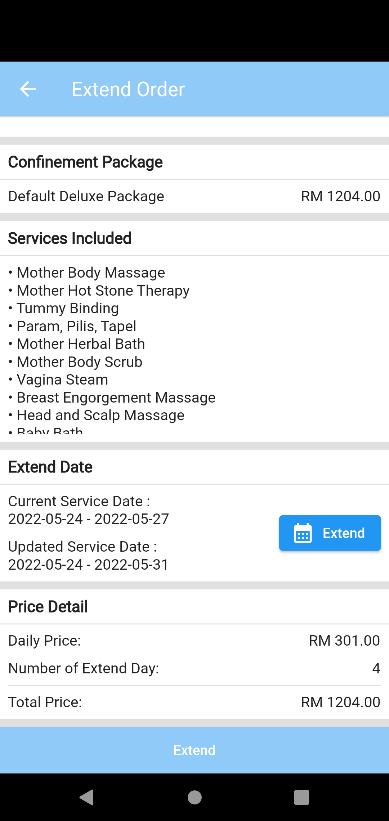 Extend Order
Confinement Package
Default Deluxe Package RM 1204.00
Services Included
• Mother Body Massage
• Mother Hot Stone Therapy
• Tummy Binding
• Param, Pilis, Tapel
• Mother Herbal Bath
• Mother Body Scrub
• Vagina Steam
• Breast Engorgement Massage
• Head and Scalp Massage
• Baby Bath
Extend Date
Current Service Date :
2022-05-24 - 2022-05-27
Extend
Updated Service Date :
2022-05-24 - 2022-05-31
Price Detail
Daily Price: RM 301.00
Number of Extend Day: 4
Total Price: RM 1204.00
Extend